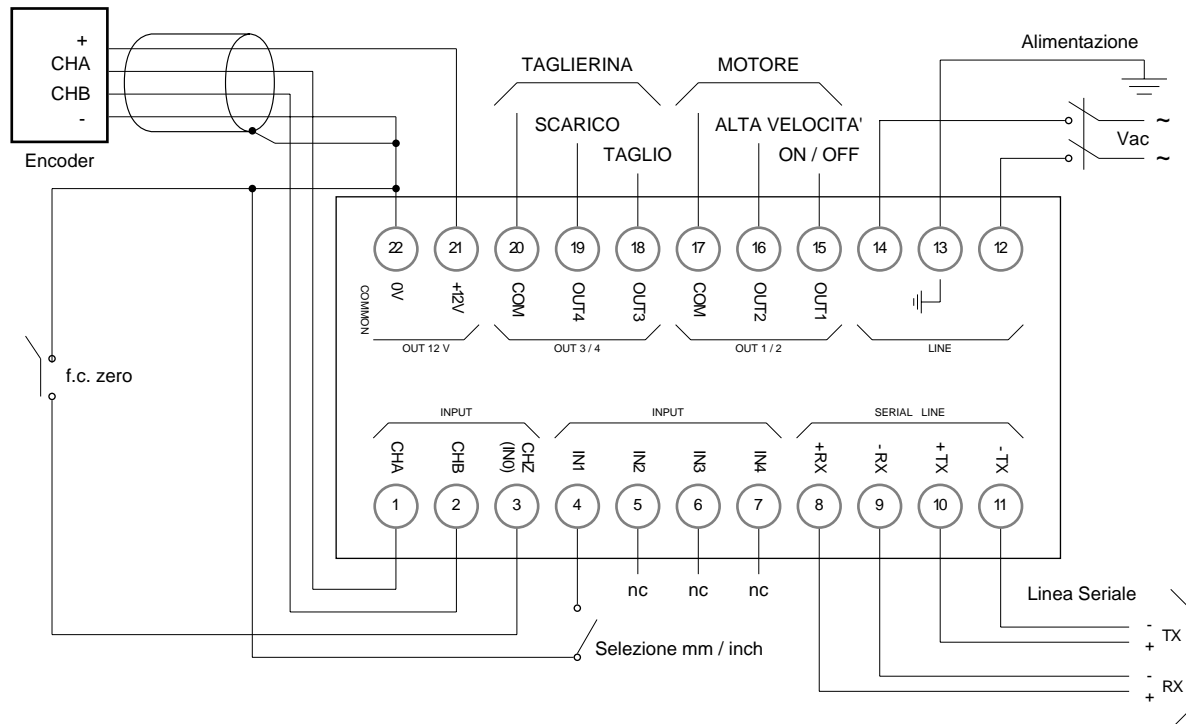 +
CHA
CHB
-
Encoder
TAGLIERINA
SCARICO
TAGLIO
MOTORE
ALTA VELOCITA'
ON / OFF
Alimentazione
~
Vac
~
22
21
20
19
18
17
16
15
14
13
12
COMMON
0V
+12V
COM
OUT4
OUT3
COM
OUT2
OUT1
OUT 12 V
OUT 3 / 4
OUT 1 / 2
LINE
f.c. zero
INPUT
INPUT
SERIAL LINE
CHA
CHB
CHZ
(IN0)
IN1
IN2
IN3
IN4
+RX
-RX
+TX
-TX
1
2
3
4
5
6
7
8
9
10
11
nc
nc
nc
Selezione mm / inch
Linea Seriale
-
TX
+
-
RX
+